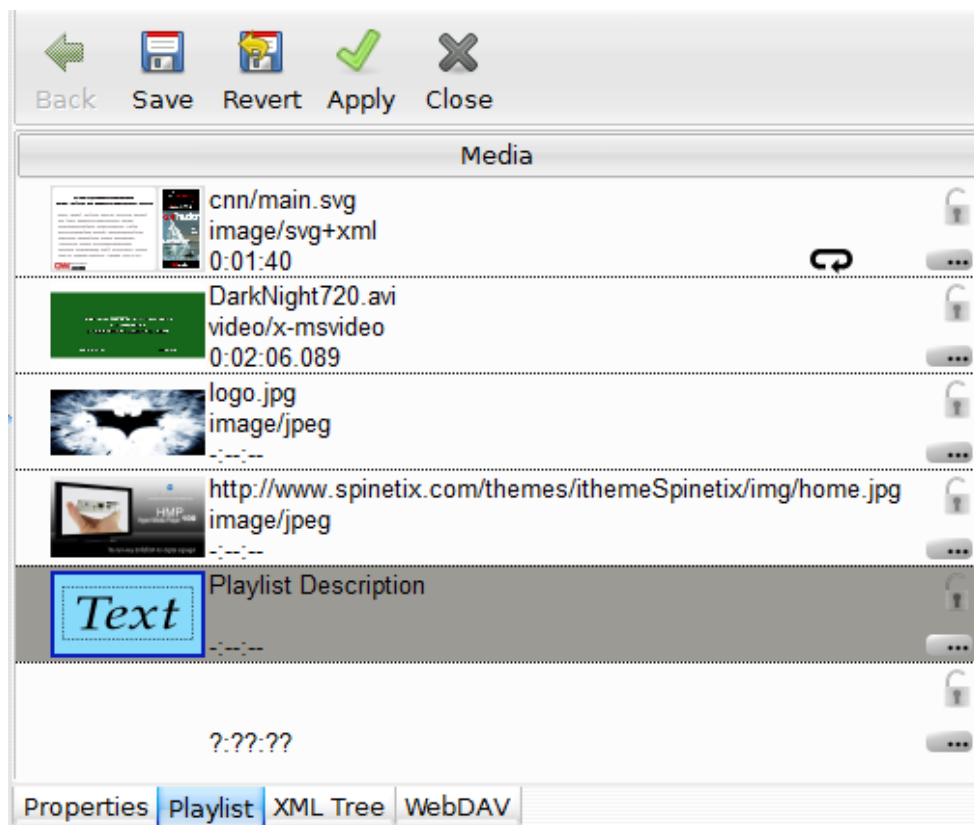 Back Save Revert Apply Close
Media
cnn/main.svg
image/svg+xml
0:01:40
DarkNight720.avi
video/x-msvideo
0:02:06.089
logo.jpg
image/jpeg
-:--:--
http://www.spinetix.com/themes/ithemeSpinetix/img/home.jpg
HMP
image/jpeg
-:--:--
Text
Playlist Description
-:--:--
?:??:??
Properties Playlist XML Tree WebDAV